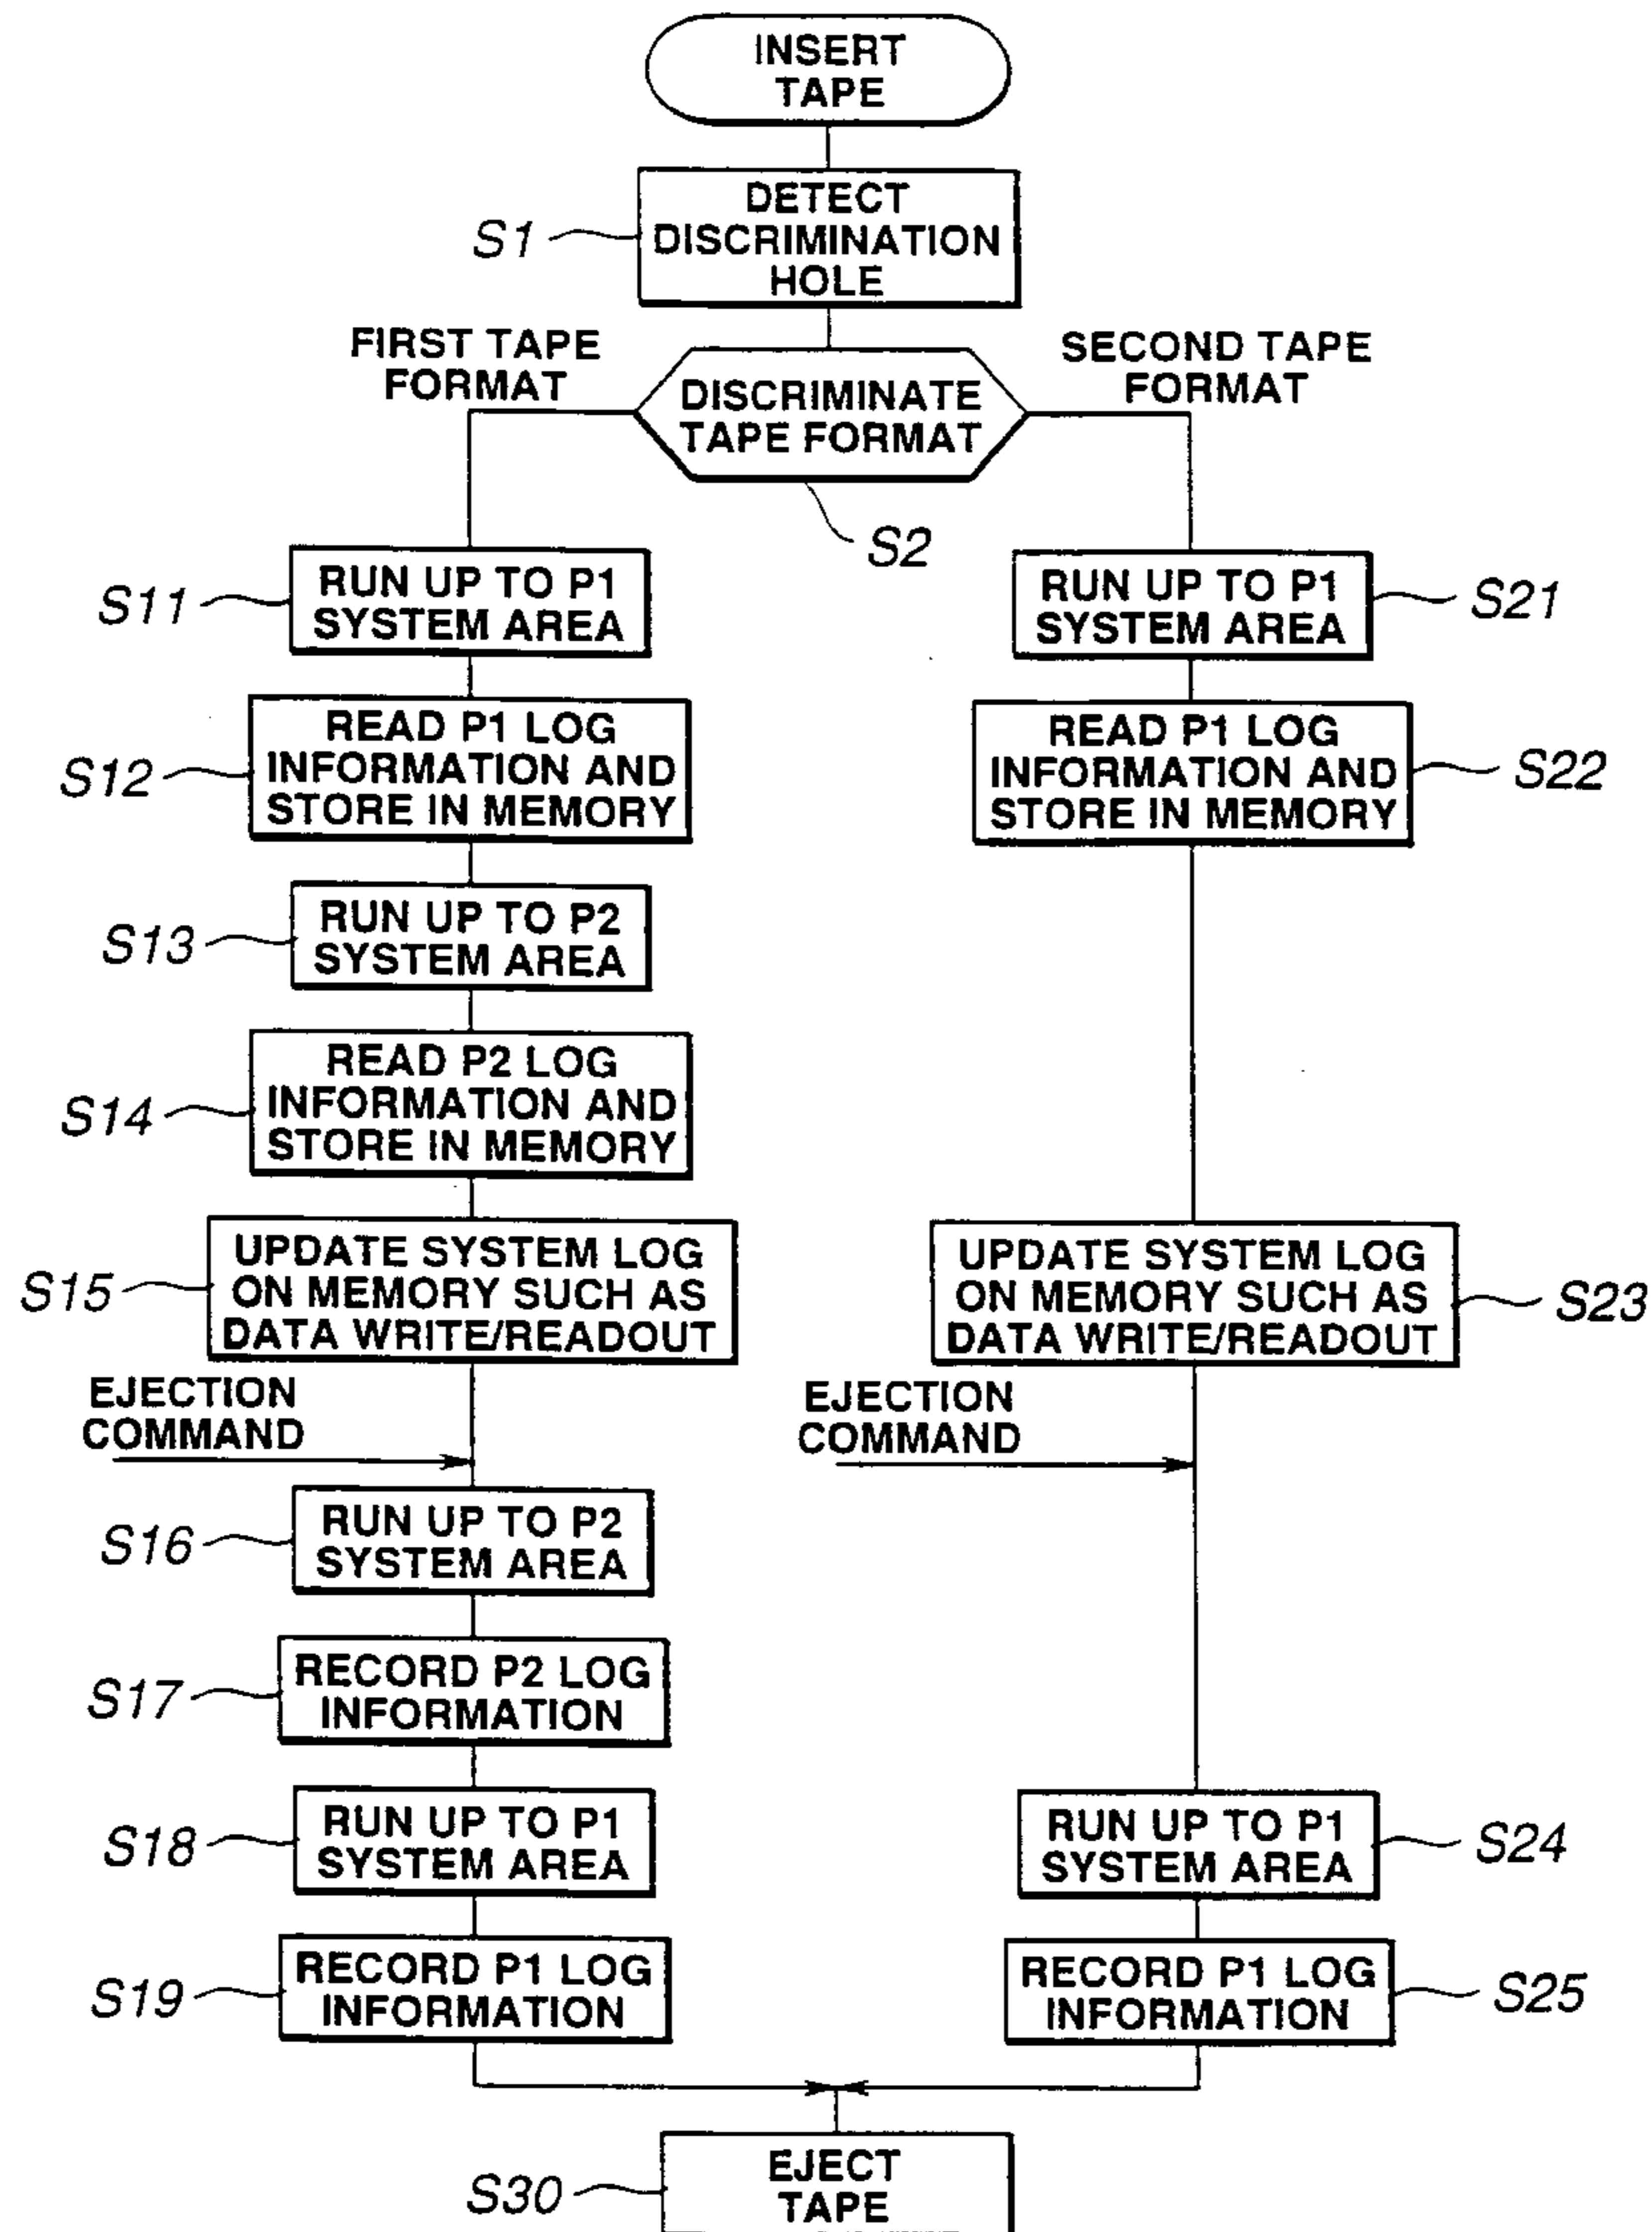 INSERT
TAPE
S1
DETECT
DISCRIMINATION
HOLE
FIRST TAPE
FORMAT
DISCRIMINATE
TAPE FORMAT
SECOND TAPE
FORMAT
S2
S11
RUN UP TO P1
SYSTEM AREA
RUN UP TO P1
SYSTEM AREA
S21
S12
READ P1 LOG
INFORMATION AND
STORE IN MEMORY
READ P1 LOG
INFORMATION AND
STORE IN MEMORY
S22
S13
RUN UP TO P2
SYSTEM AREA
S14
READ P2 LOG
INFORMATION AND
STORE IN MEMORY
S15
UPDATE SYSTEM LOG
ON MEMORY SUCH AS
DATA WRITE/READOUT
UPDATE SYSTEM LOG
ON MEMORY SUCH AS
DATA WRITE/READOUT
S23
EJECTION
COMMAND
EJECTION
COMMAND
S16
RUN UP TO P2
SYSTEM AREA
S17
RECORD P2 LOG
INFORMATION
S18
RUN UP TO P1
SYSTEM AREA
RUN UP TO P1
SYSTEM AREA
S24
S19
RECORD P1 LOG
INFORMATION
RECORD P1 LOG
INFORMATION
S25
S30
EJECT
TAPE